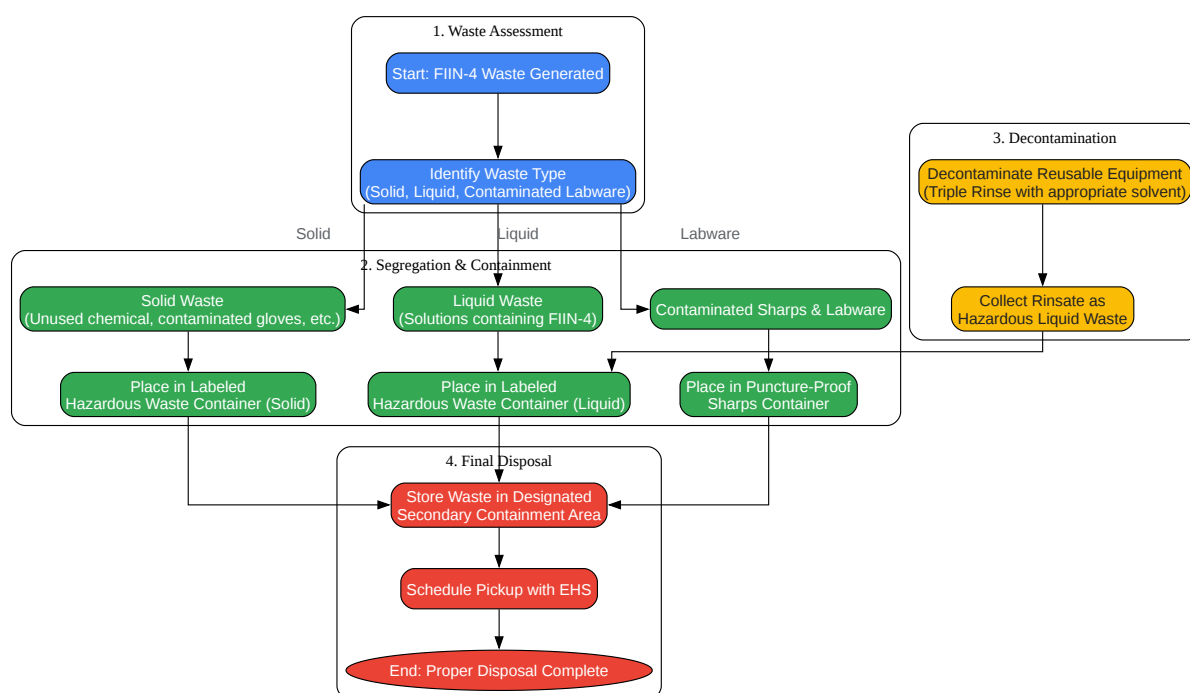 1. Waste Assessment
Start: FIIN-4 Waste Generated
Identify Waste Type
(Solid, Liquid, Contaminated Labware)
3. Decontamination
Decontaminate Reusable Equipment
(Triple Rinse with appropriate solvent)
Collect Rinsate as
Hazardous Liquid Waste
Solid
Liquid
Labware
2. Segregation & Containment
Solid Waste
(Unused chemical, contaminated gloves, etc.)
Liquid Waste
(Solutions containing FIIN-4)
Contaminated Sharps & Labware
Place in Labeled
Hazardous Waste Container (Solid)
Place in Labeled
Hazardous Waste Container (Liquid)
Place in Puncture-Proof
Sharps Container
4. Final Disposal
Store Waste in Designated
Secondary Containment Area
Schedule Pickup with EHS
End: Proper Disposal Complete